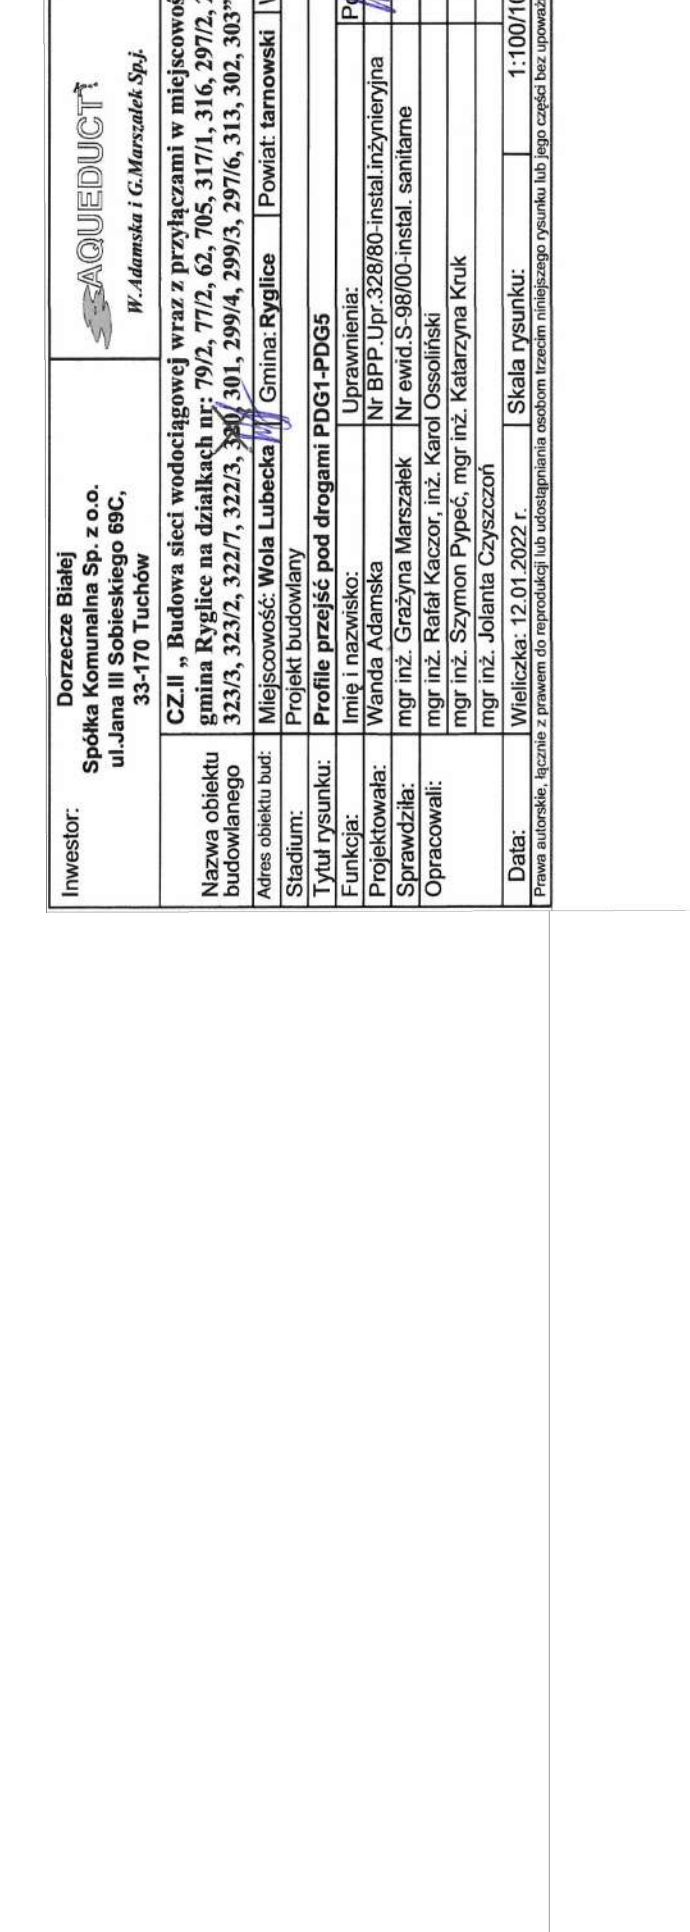 Inwestor:
Dorzecze Białej
Spółka Komunalna Sp. z o.o.
ul.Jana III Sobieskiego 69C,
33-170 Tuchów
AQUEDUCT
W.Adamska i G.Marszałek Sp.j.
Nazwa obiektu
budowlanego
CZ.II „ Budowa sieci wodociągowej wraz z przyłączami w miejscowoś
gmina Ryglice na działkach nr: 79/2, 77/2, 62, 705, 317/1, 316, 297/2,
323/3, 323/2, 322/7, 322/3, 320, 301, 299/4, 299/3, 297/6, 313, 302, 303”
Adres obiektu bud: Miejscowość: Wola Lubecka Gmina: Ryglice Powiat: tarnowski
Stadium: Projekt budowlany
Tytuł rysunku: Profile przejść pod drogami PDG1-PDG5
Funkcja: Imię i nazwisko: Uprawnienia: Po
Projektowała: Wanda Adamska Nr BPP.Upr.328/80-instal.inżynieryjna
Sprawdziła: mgr inż. Grażyna Marszałek Nr ewid.S-98/00-instal. sanitarne
Opracowali: mgr inż. Rafał Kaczor, inż. Karol Ossoliński
mgr inż. Szymon Pypeć, mgr inż. Katarzyna Kruk
mgr inż. Jolanta Czyszczoń
Data: Wieliczka: 12.01.2022 r. Skala rysunku: 1:100/10
Prawa autorskie, łącznie z prawem do reprodukcji lub udostąpniania osobom trzecim niniejszego rysunku lub jego części bez upoważ